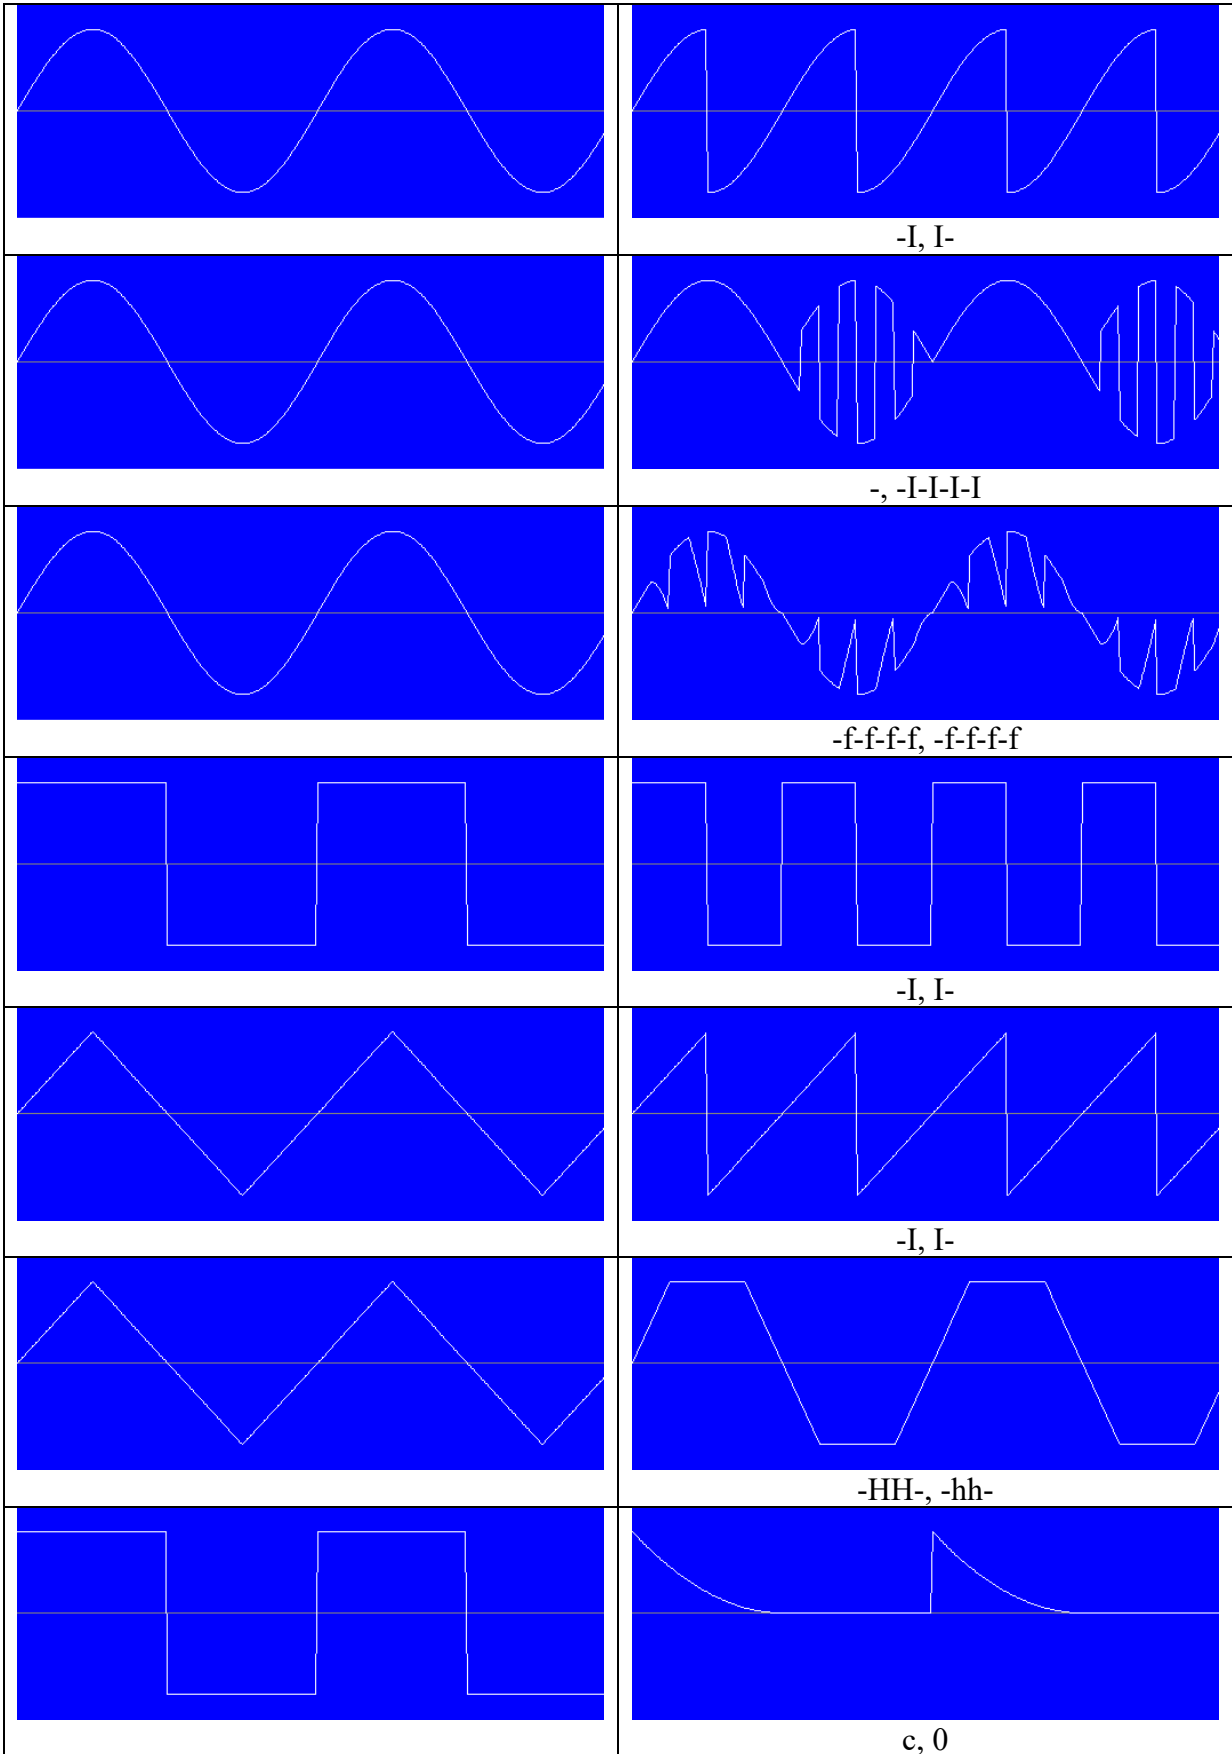 -I, I-
-, -I-I-I-I
-f-f-f-f, -f-f-f-f
-I, I-
-I, I-
-HH-, -hh-
c, 0